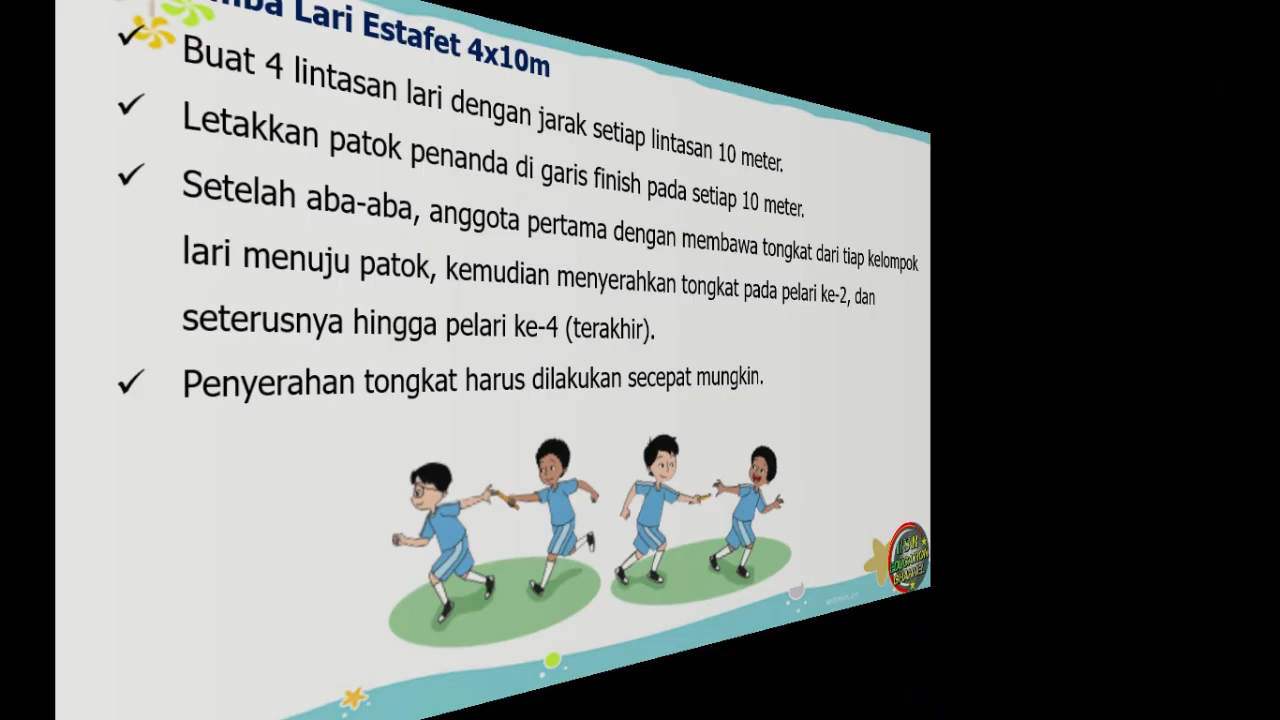 Lari Estafet 4x10m
Buat 4 lintasan lari dengan jarak setiap lintasan 10 meter.
Letakkan patok penanda di garis finish pada setiap 10 meter.
Setelah aba-aba, anggota pertama dengan membawa tongkat dari tiap kelompok
lari menuju patok, kemudian menyerahkan tongkat pada pelari ke-2, dan
seterusnya hingga pelari ke-4 (terakhir).
Penyerahan tongkat harus dilakukan secepat mungkin.
EDUCATION
CHANNEL